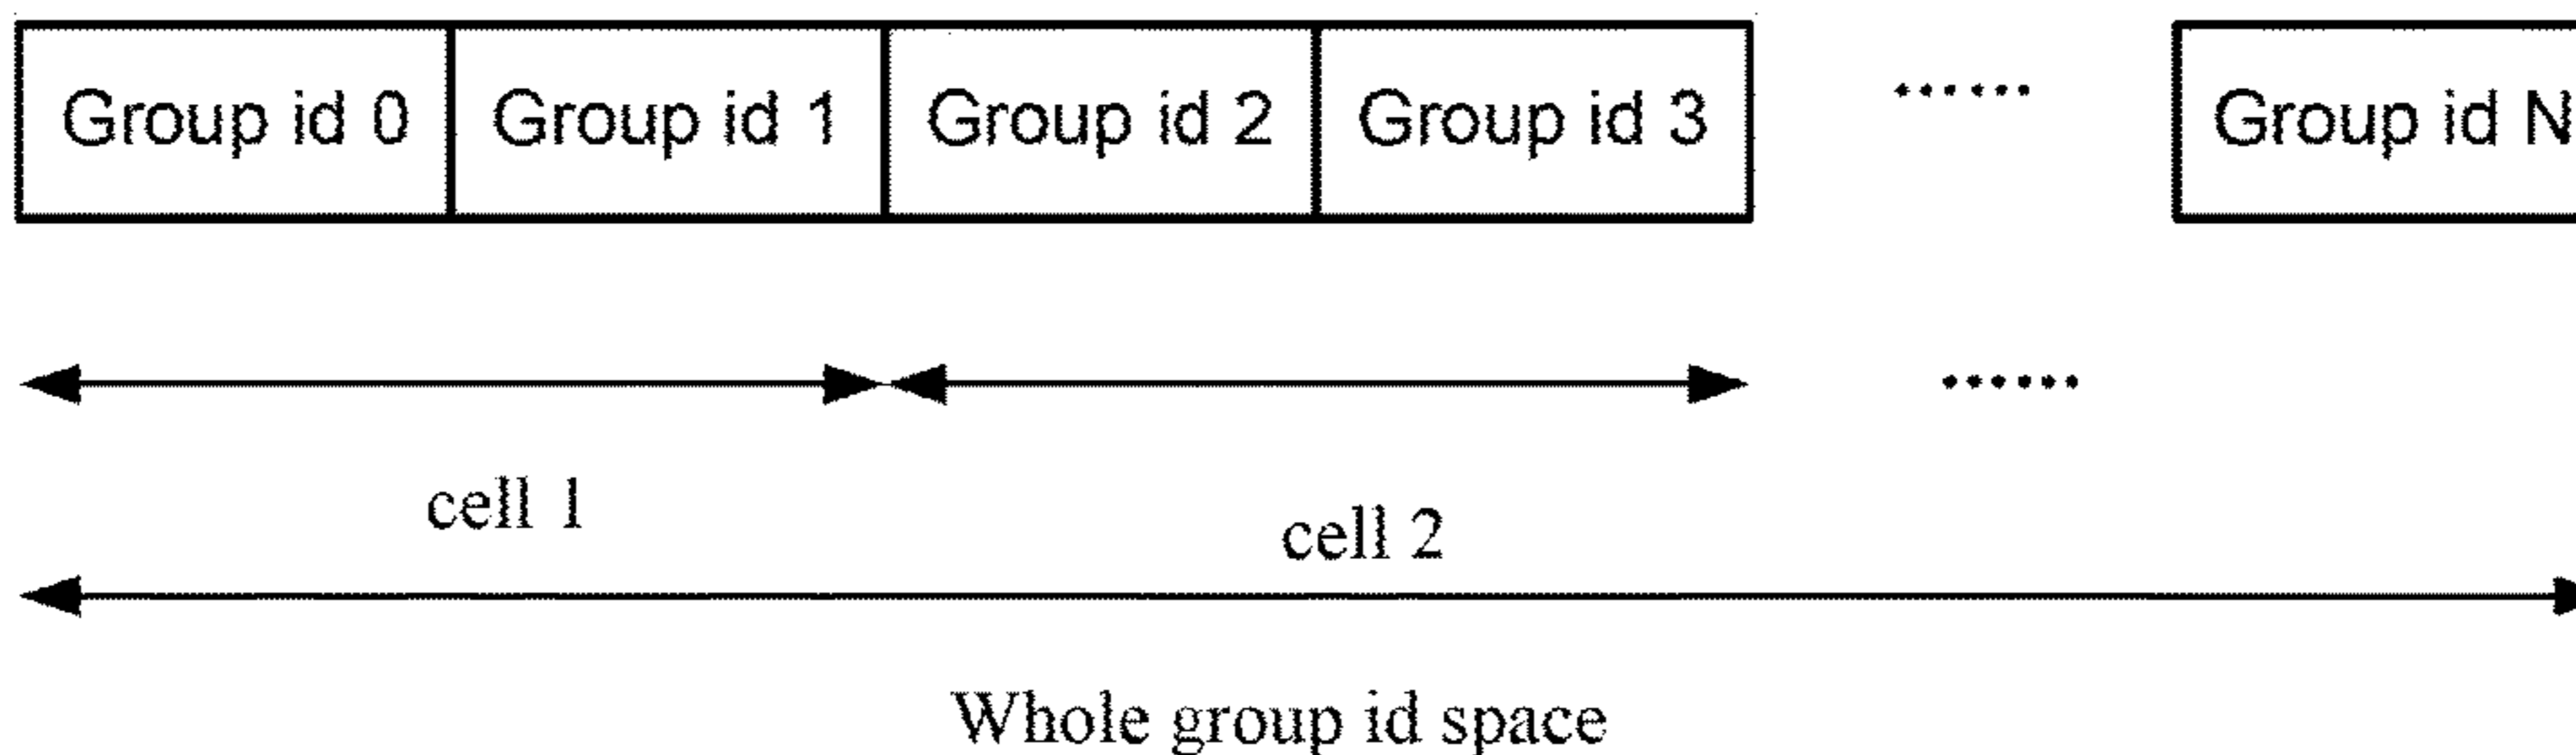 Group id 0 Group id 1 Group id 2 Group id 3 ...... Group id N
......
cell 1
cell 2
Whole group id space